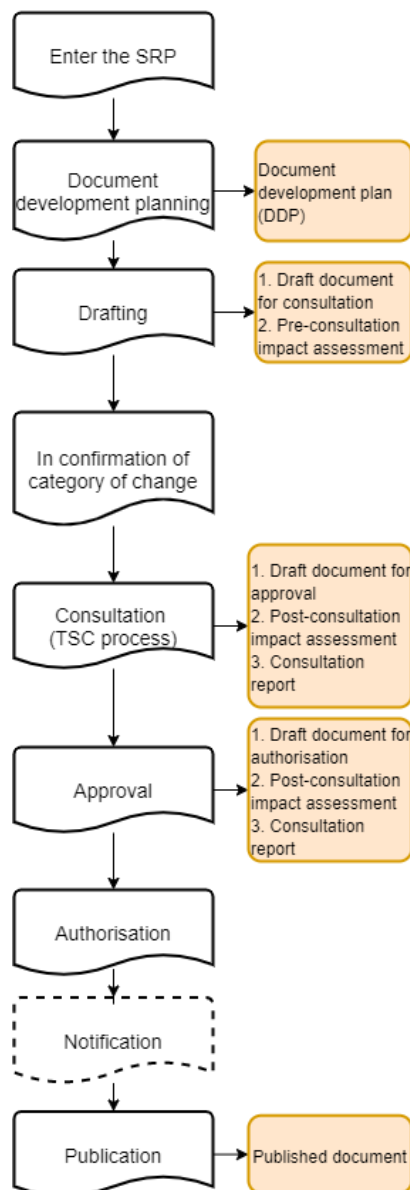 Enter the SRP
Document
development planning
Document
development plan
(DDP)
Drafting
1. Draft document
for consultation
2. Pre-consultation
impact assessment
In confirmation of
category of change
Consultation
(TSC process)
1. Draft document for
approval
2. Post-consultation
impact assessment
3. Consultation
report
Approval
1. Draft document for
authorisation
2. Post-consultation
impact assessment
3. Consultation
report
Authorisation
Notification
Publication
Published document